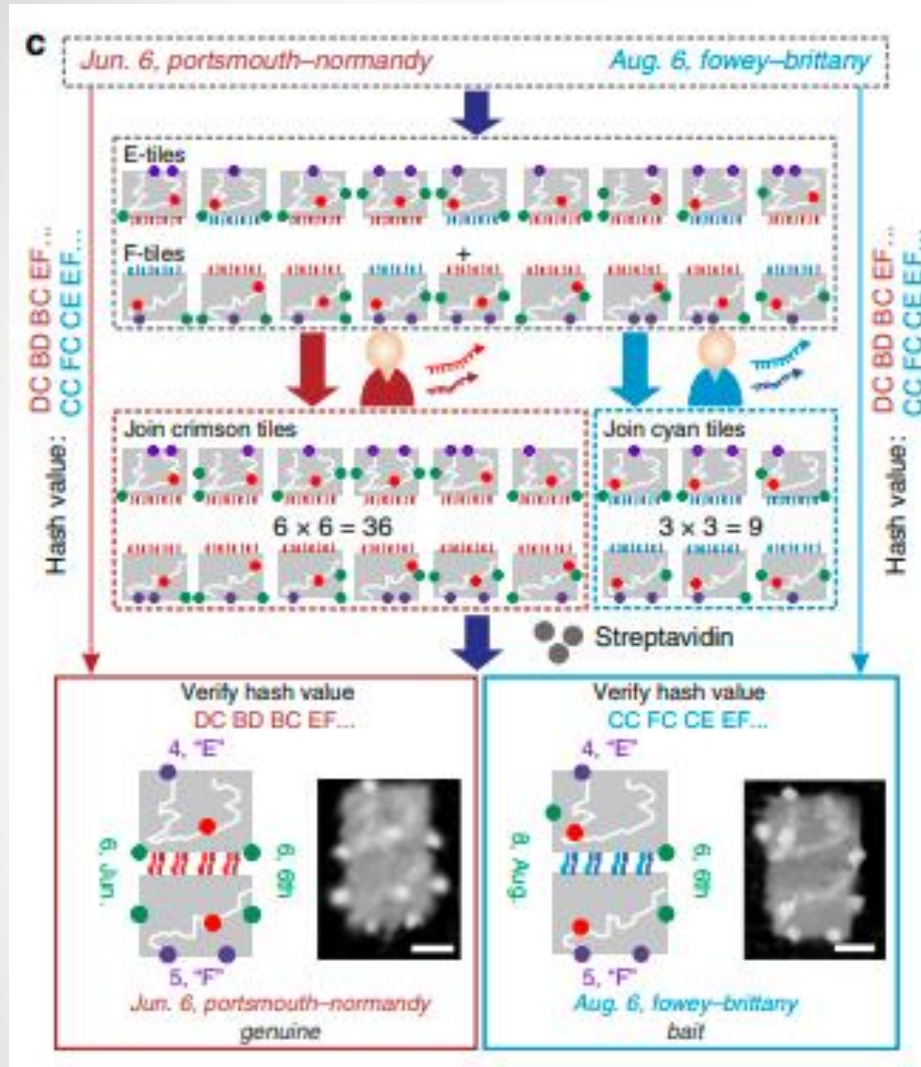 c
Jun. 6, portsmouth–normandy
Aug. 6, fowey–brittany
E-tiles
F-tiles
+
DC BD BC EF...
CC FC CE EF...
Hash value:
DC BD BC EF...
CC FC CE EF...
Hash value:
Join crimson tiles
6 × 6 = 36
Join cyan tiles
3 × 3 = 9
Streptavidin
Verify hash value
DC BD BC EF...
4, "E"
6, Jun.
6, 6th
5, "F"
Jun. 6, portsmouth–normandy
genuine
Verify hash value
CC FC CE EF...
4, "E"
8, Aug.
6, 6th
5, "F"
Aug. 6, fowey–brittany
bait